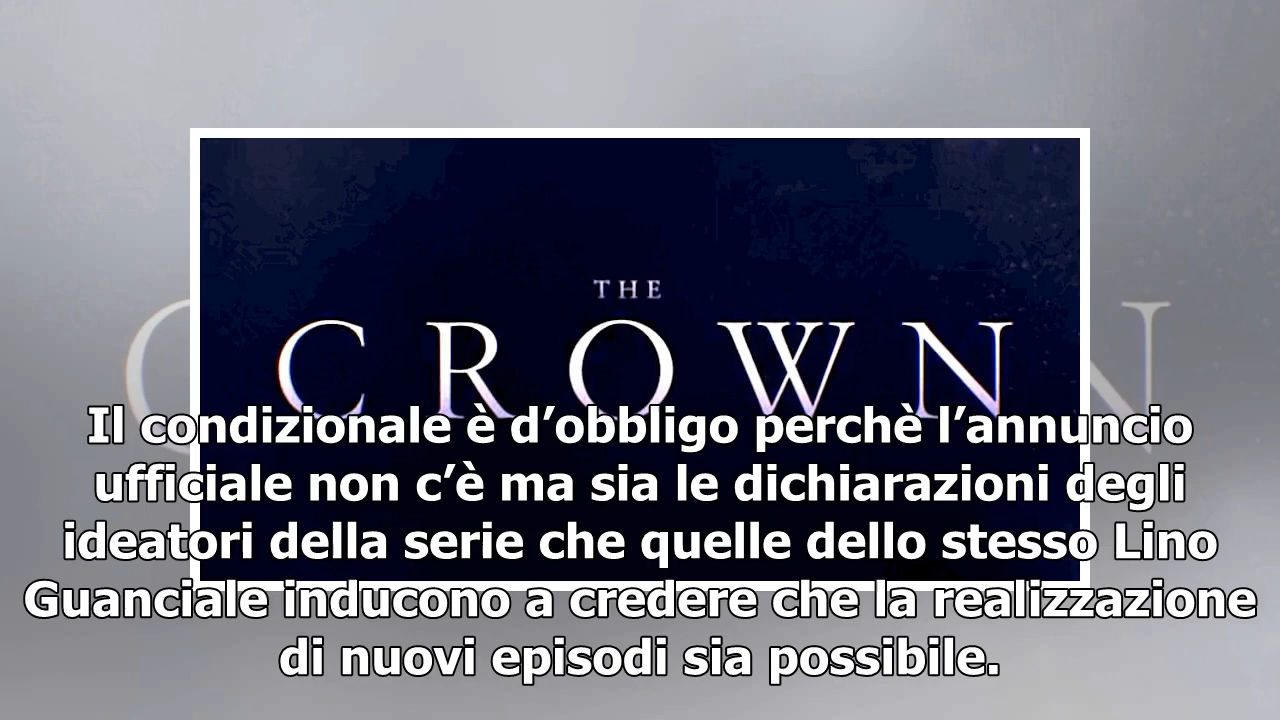 THE
CROWN
Il condizionale è d’obbligo perchè l’annuncio
ufficiale non c’è ma sia le dichiarazioni degli
ideatori della serie che quelle dello stesso Lino
Guanciale inducono a credere che la realizzazione
di nuovi episodi sia possibile.